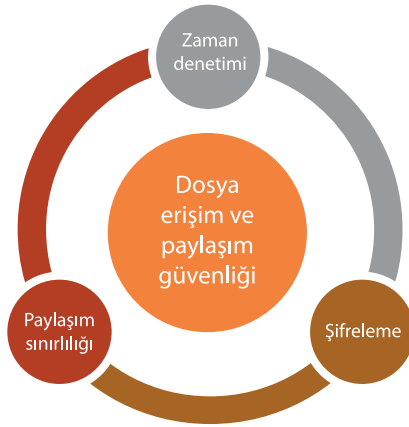 Zaman
denetimi
Dosya
erişim ve
paylaşım
güvenliği
Paylaşım
sınırlılığı
Şifreleme